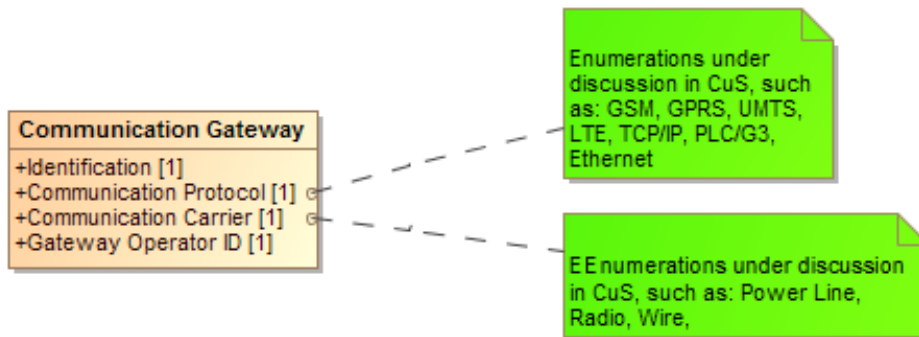 Communication Gateway
+Identification [1]
+Communication Protocol [1]
+Communication Carrier [1]
+Gateway Operator ID [1]
Enumerations under
discussion in CuS, such
as: GSM, GPRS, UMTS,
LTE, TCP/IP, PLC/G3,
Ethernet
E Enumerations under discussion
in CuS, such as: Power Line,
Radio, Wire,